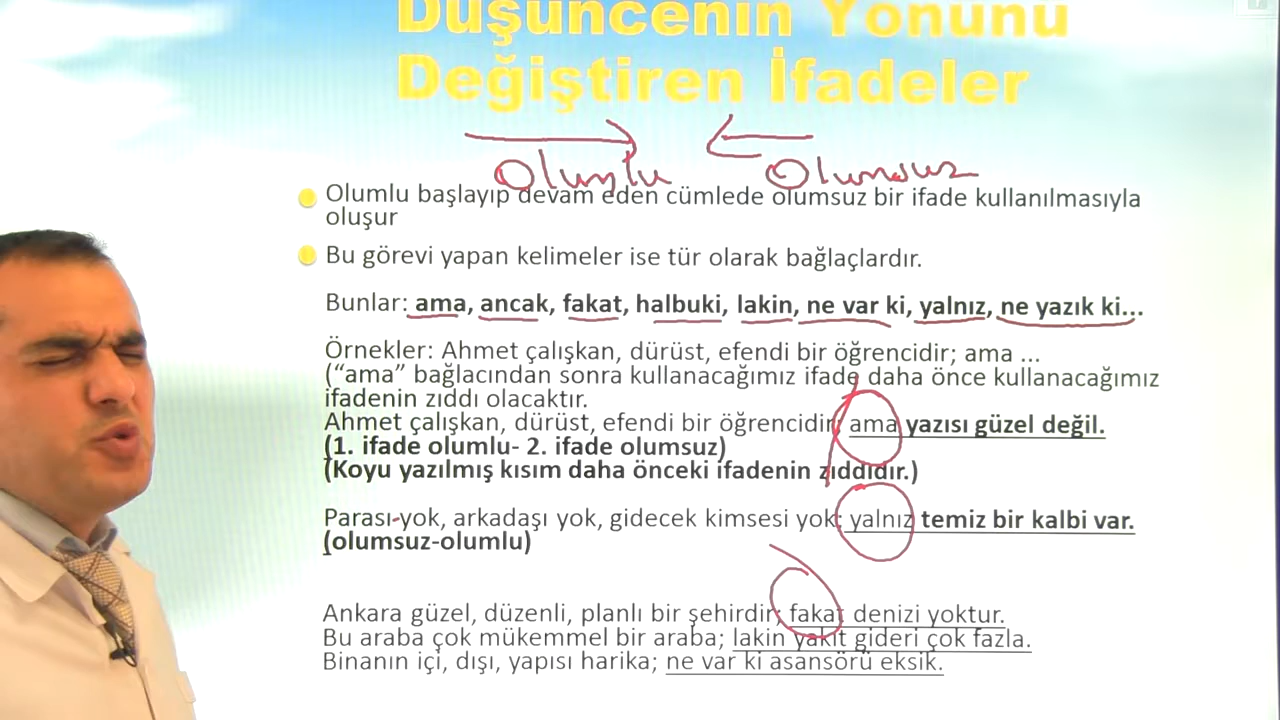 Düşüncenin Yönünü
Değiştiren İfadeler
Olumlu Olumsuz
Olumlu başlayıp devam eden cümlede olumsuz bir ifade kullanılmasıyla
oluşur
Bu görevi yapan kelimeler ise tür olarak bağlaçlardır.
Bunlar: ama, ancak, fakat, halbuki, lakin, ne var ki, yalnız, ne yazık ki...
Örnekler: Ahmet çalışkan, dürüst, efendi bir öğrencidir; ama ...
("ama" bağlacından sonra kullanacağımız ifade daha önce kullanacağımız
ifadenin zıddı olacaktır.
Ahmet çalışkan, dürüst, efendi bir öğrencidir; ama yazısı güzel değil.
(1. ifade olumlu- 2. ifade olumsuz)
(Koyu yazılmış kısım daha önceki ifadenin zıddıdır.)
Parası yok, arkadaşı yok, gidecek kimsesi yok; yalnız temiz bir kalbi var.
(olumsuz-olumlu)
Ankara güzel, düzenli, planlı bir şehirdir; fakat denizi yoktur.
Bu araba çok mükemmel bir araba; lakin yakıt gideri çok fazla.
Binanın içi, dışı, yapısı harika; ne var ki asansörü eksik.